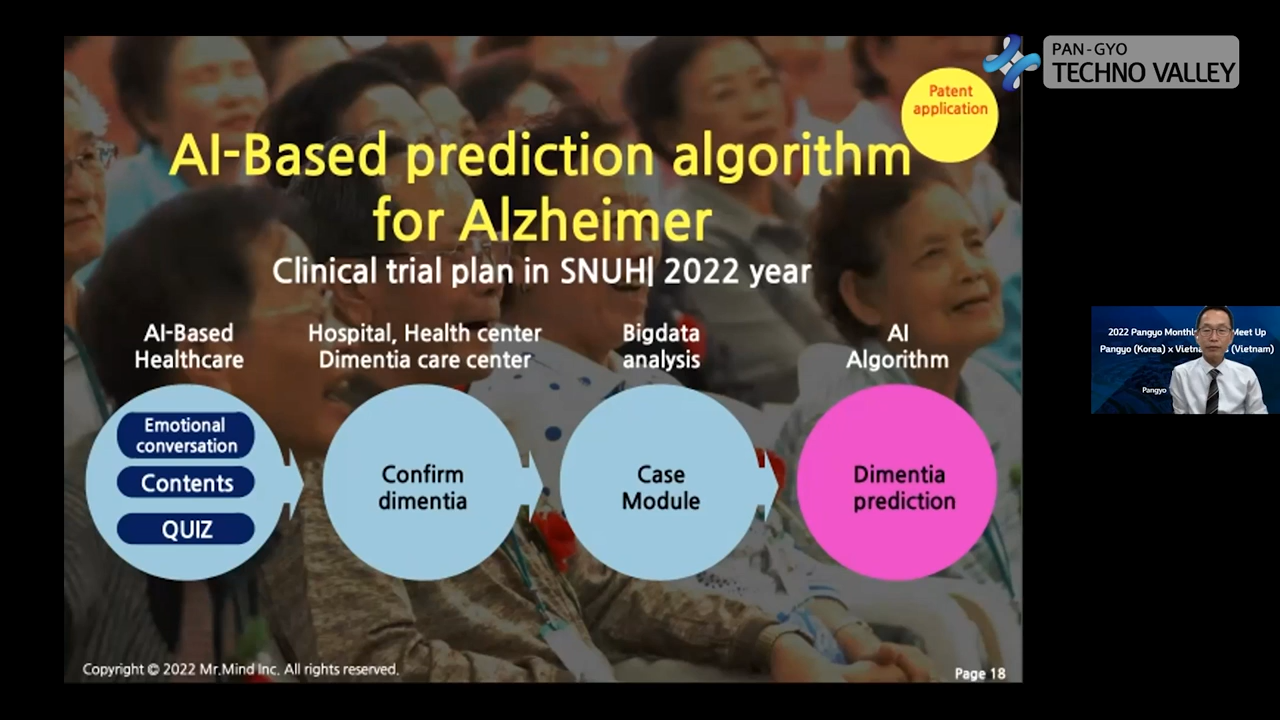 PAN-GYO
TECHNO VALLEY
Patent
application
AI-Based prediction algorithm
for Alzheimer
Clinical trial plan in SNUH| 2022 year
AI-Based
Healthcare
Hospital, Health center
Dimentia care center
Bigdata
analysis
AI
Algorithm
Emotional
conversation
Contents
QUIZ
Confirm
dimentia
Case
Module
Dimentia
prediction
2022 Pangyo Monthl Meet Up
Pangyo (Korea) x Vietna (Vietnam)
Pangyo
Copyright © 2022 Mr.Mind Inc. All rights reserved.
Page 18